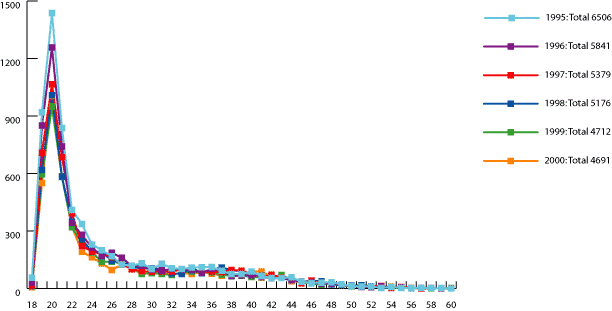 1500
1200
900
600
300
0
18 20 22 24 26 28 30 32 34 36 38 40 42 44 46 48 50 52 54 56 58 60
1995:Total 6506
1996:Total 5841
1997:Total 5379
1998:Total 5176
1999:Total 4712
2000:Total 4691